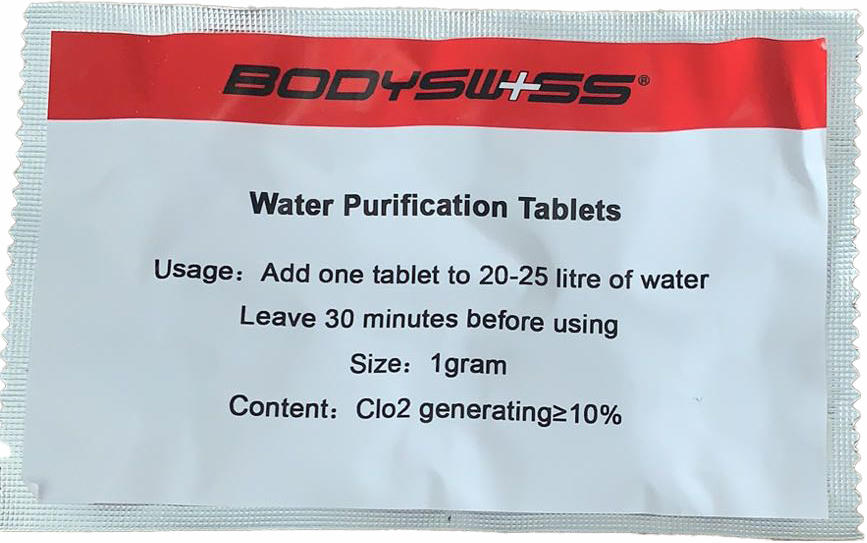 BODYSWISS®
Water Purification Tablets
Usage: Add one tablet to 20-25 litre of water
Leave 30 minutes before using
Size: 1gram
Content: Clo2 generating≥10%